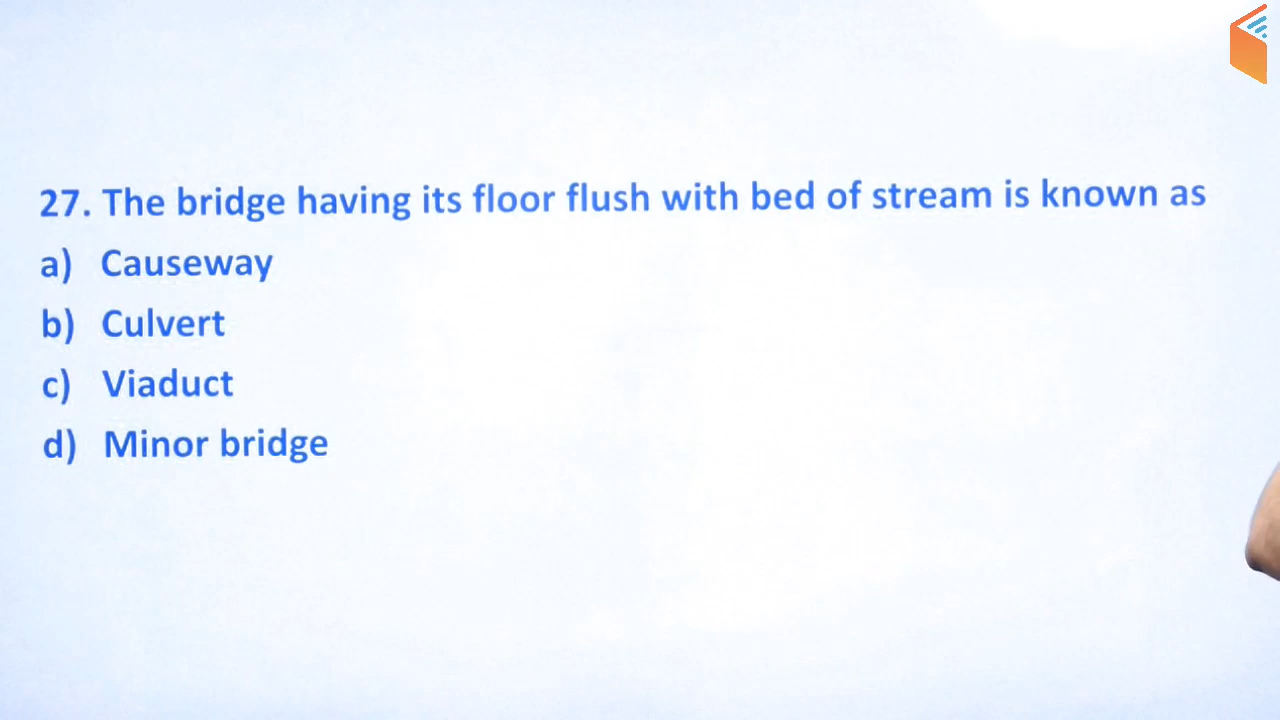 27. The bridge having its floor flush with bed of stream is known as
a) Causeway
b) Culvert
c) Viaduct
d) Minor bridge